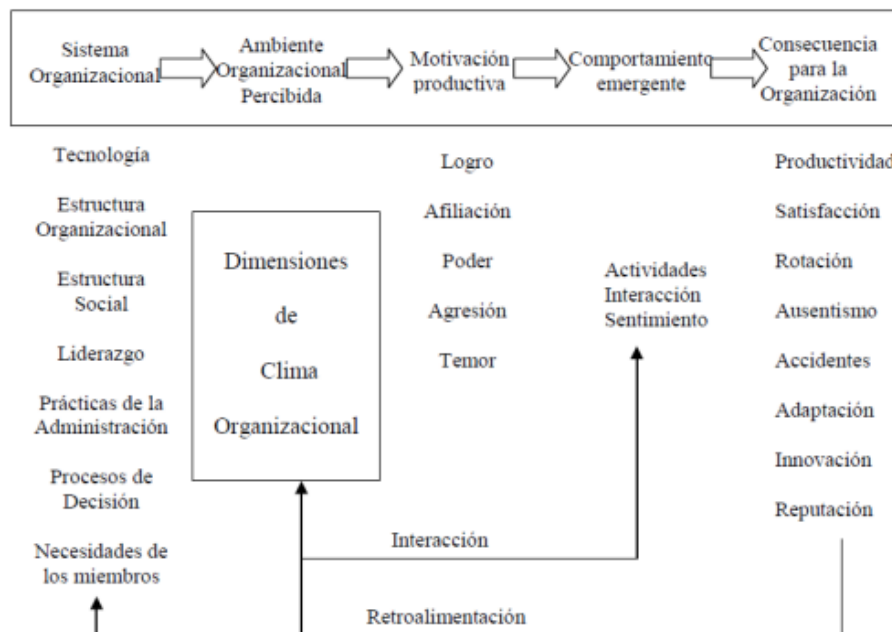 Sistema
Organizacional
Ambiente
Organizacional
Percibida
Motivación
productiva
Comportamiento
emergente
Consecuencia
para la
Organización
Tecnología
Estructura
Organizacional
Estructura
Social
Liderazgo
Prácticas de la
Administración
Procesos de
Decisión
Necesidades de
los miembros
Dimensiones
de
Clima
Organizacional
Logro
Afiliación
Poder
Agresión
Temor
Actividades
Interacción
Sentimiento
Productividad
Satisfacción
Rotación
Ausentismo
Accidentes
Adaptación
Innovación
Reputación
Interacción
Retroalimentación